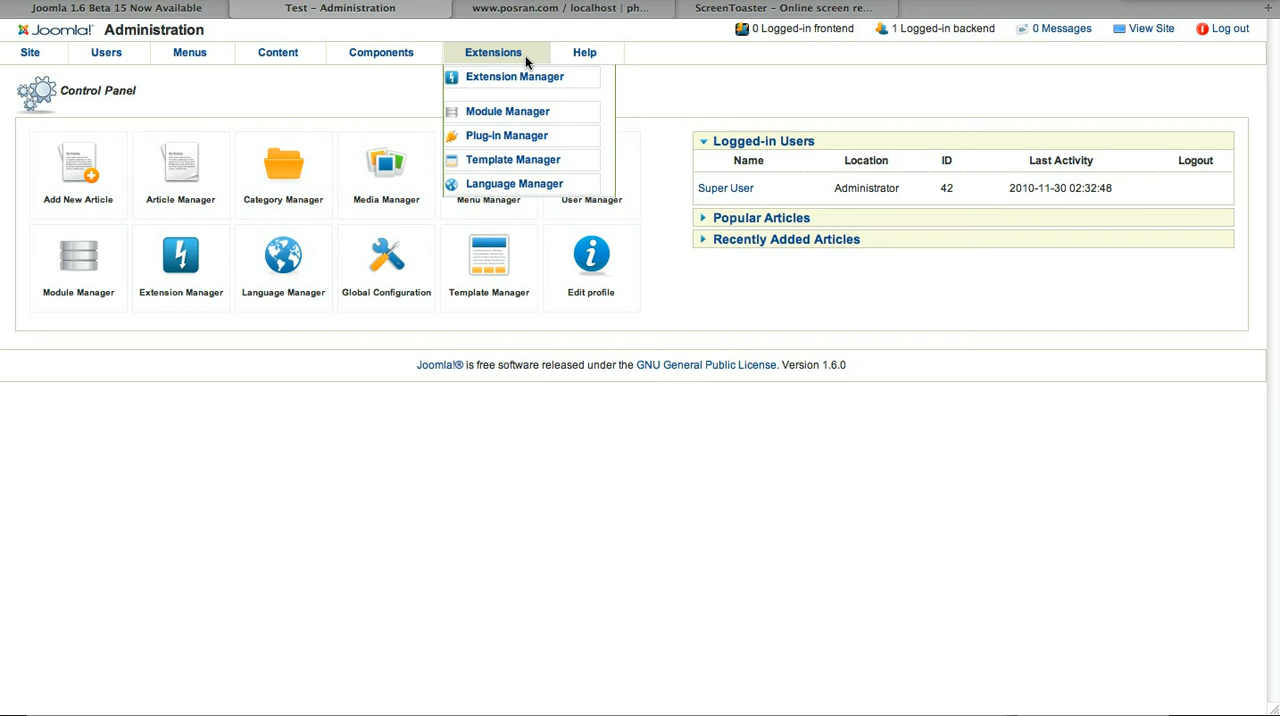 Joomla 1.6 Beta 15 Now Available
Test – Administration
www.posran.com / localhost | ph...
ScreenToaster – Online screen re...
Joomla!® Administration
0 Logged-in frontend
1 Logged-in backend
0 Messages
View Site
Log out
Site
Users
Menus
Content
Components
Extensions
Help
Extension Manager
Module Manager
Plug-in Manager
Template Manager
Language Manager
Control Panel
Add New Article
Article Manager
Category Manager
Media Manager
Menu Manager
User Manager
Module Manager
Extension Manager
Language Manager
Global Configuration
Template Manager
Edit profile
Logged-in Users
Name Location ID Last Activity Logout
Super User Administrator 42 2010-11-30 02:32:48
Popular Articles
Recently Added Articles
Joomla!® is free software released under the GNU General Public License. Version 1.6.0